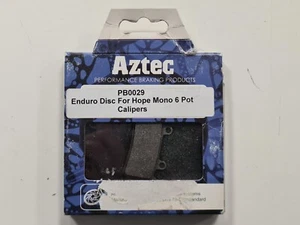 Aztec
PERFORMANCE BRAKING PRODUCTS
PB0029
Enduro Disc For Hope Mono 6 Pot
Calipers